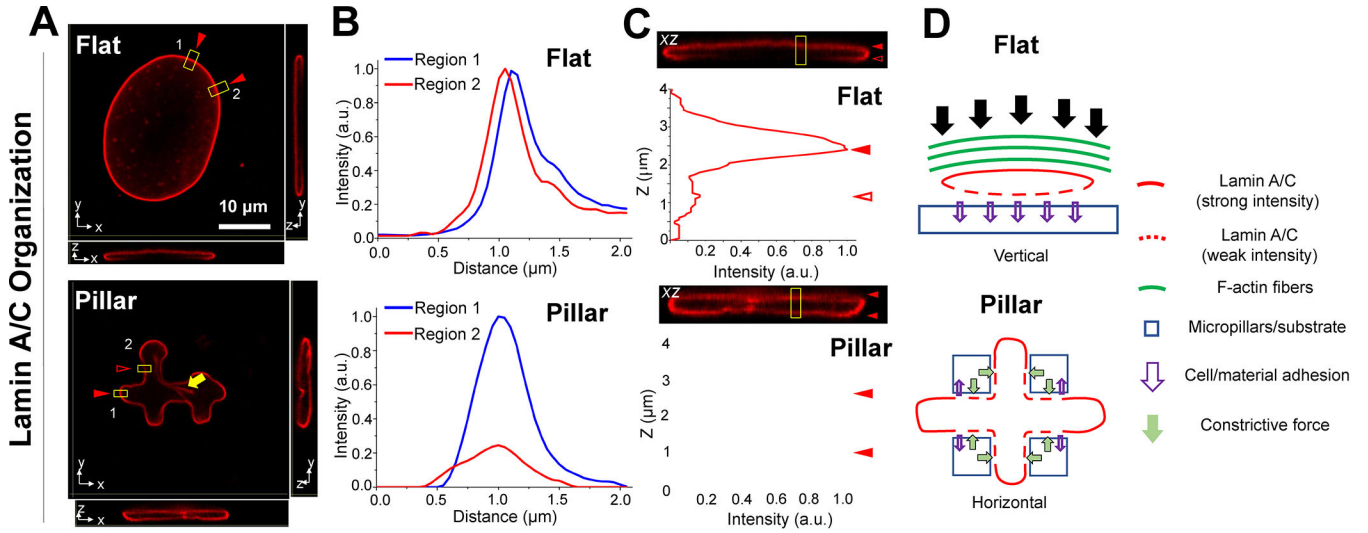 A
B
C
D
Lamin A/C Organization
Flat
1
2
y
x
10 µm
y
z
z
x
Pillar
2
1
y
x
y
z
z
x
Region 1
Region 2
Flat
Intensity (a.u.)
1.0
0.8
0.6
0.4
0.2
0
0.0
0.5
1.0
1.5
2.0
Distance (µm)
Region 1
Region 2
Pillar
Intensity (a.u.)
1.0
0.8
0.6
0.4
0.2
0.0
0.0
0.5
1.0
1.5
2.0
Distance (µm)
XZ
Flat
Z (µm)
4
3
2
1
0
0.2
0.4
0.6
0.8
1.0
Intensity (a.u.)
XZ
Pillar
Z (µm)
4
3
2
1
0
0.2
0.4
0.6
0.8
1.0
Intensity (a.u.)
Flat
Vertical
Pillar
Horizontal
Lamin A/C
(strong intensity)
Lamin A/C
(weak intensity)
F-actin fibers
Micropillars/substrate
Cell/material adhesion
Constrictive force